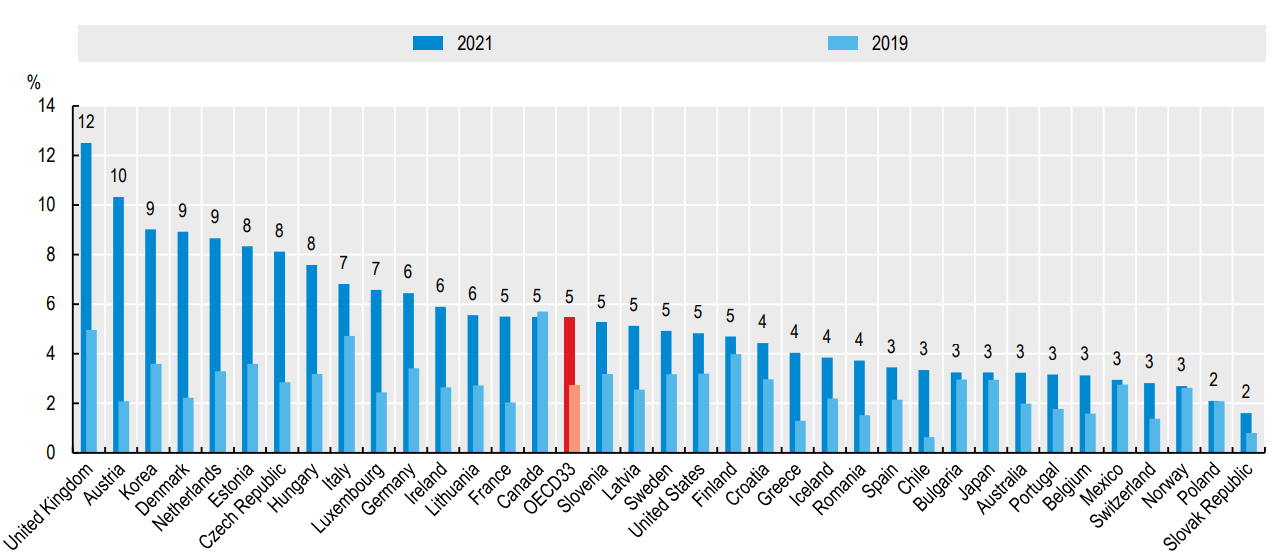 2021 2019
%
14
12
10
8
6
4
2
0
12 10 9 9 9 8 8 8 7 7 6 6 6 5 5 5 5 5 5 5 5 4 4 4 4 3 3 3 3 3 3 3 3 3 3 2 2
United Kingdom
Austria
Korea
Denmark
Netherlands
Estonia
Czech Republic
Hungary
Italy
Luxembourg
Germany
Ireland
Lithuania
France
Canada
OECD33
Slovenia
Latvia
Sweden
United States
Finland
Croatia
Greece
Iceland
Romania
Spain
Chile
Bulgaria
Japan
Australia
Portugal
Belgium
Mexico
Switzerland
Norway
Poland
Slovak Republic